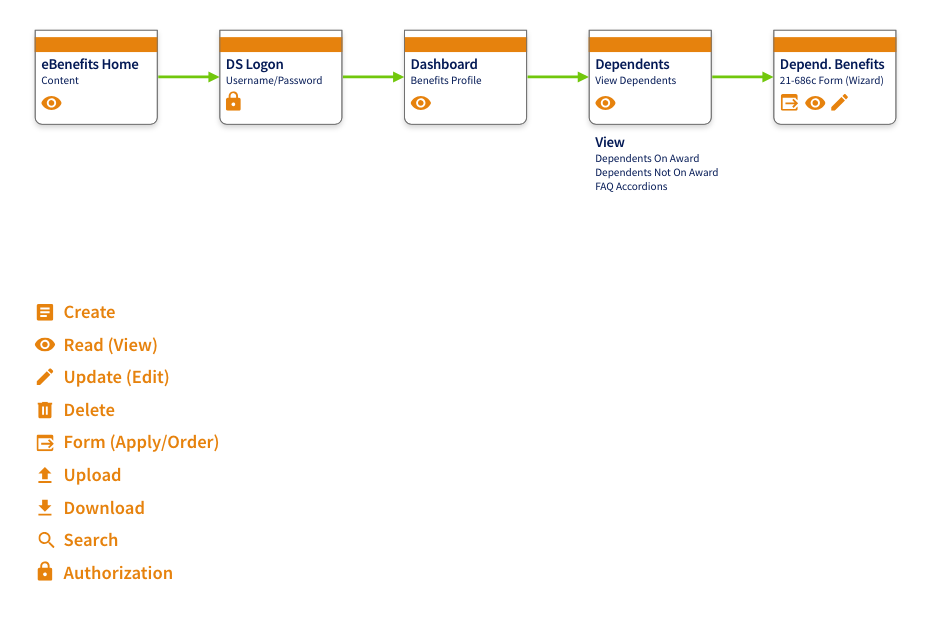 eBenefits Home
Content
DS Logon
Username/Password
Dashboard
Benefits Profile
Dependents
View Dependents
Depend. Benefits
21-686c Form (Wizard)
View
Dependents On Award
Dependents Not On Award
FAQ Accordions
Create
Read (View)
Update (Edit)
Delete
Form (Apply/Order)
Upload
Download
Search
Authorization